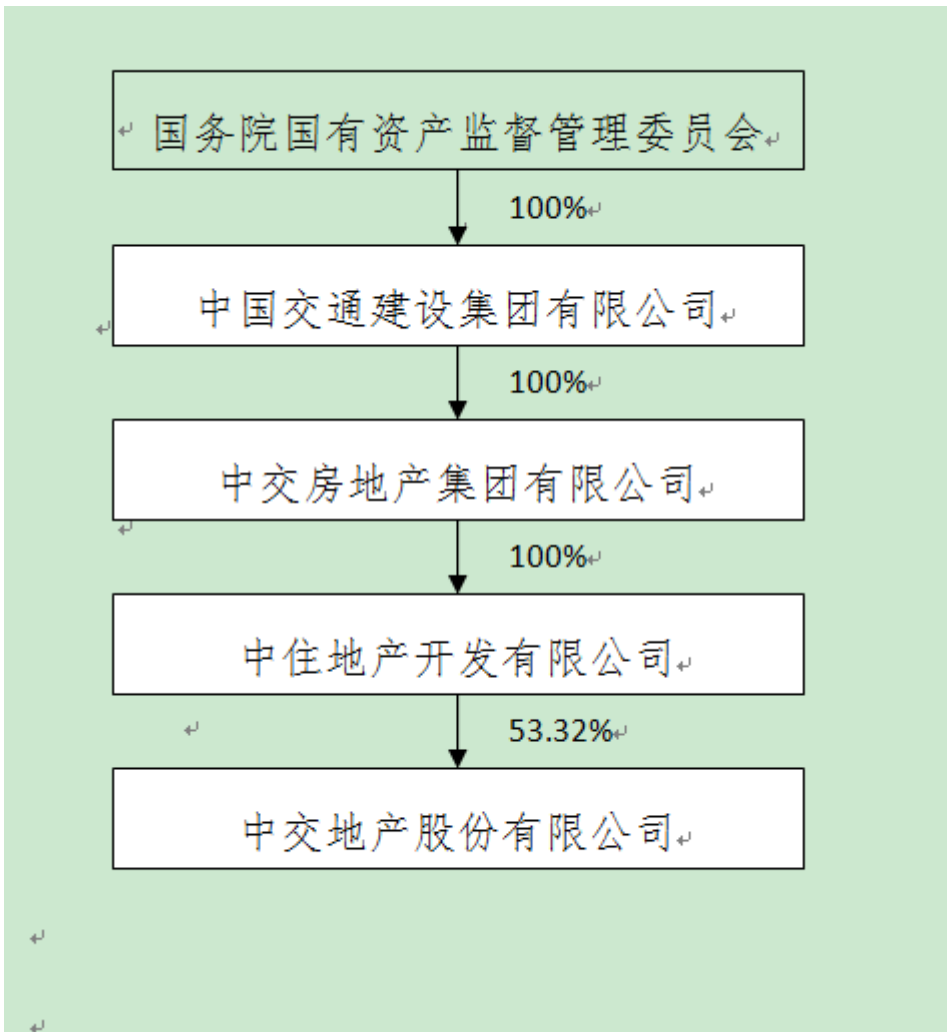 国务院国有资产监督管理委员会
100%
中国交通建设集团有限公司
100%
中交房地产集团有限公司
100%
中住地产开发有限公司
53.32%
中交地产股份有限公司